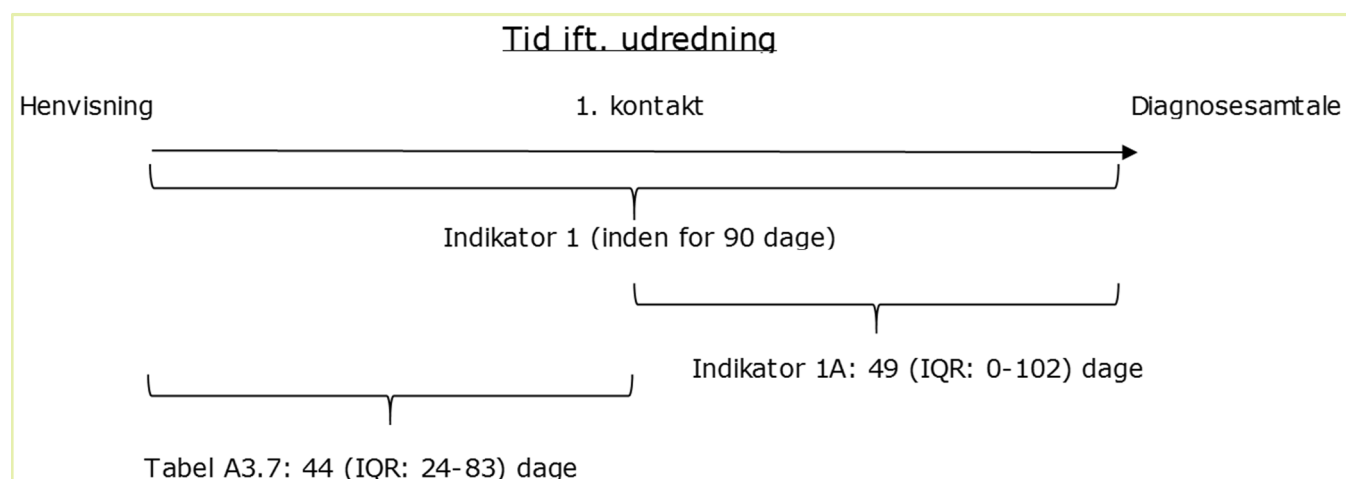 Tid ift. udredning
Henvisning 1. kontakt Diagnosesamtale
Indikator 1 (inden for 90 dage)
Indikator 1A: 49 (IQR: 0-102) dage
Tabel A3.7: 44 (IQR: 24-83) dage